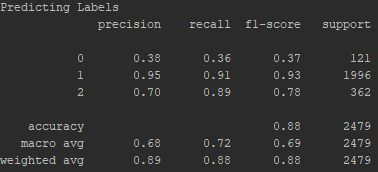 Predicting Labels
precision recall f1-score support
0 0.38 0.36 0.37 121
1 0.95 0.91 0.93 1996
2 0.70 0.89 0.78 362
accuracy 0.88 2479
macro avg 0.68 0.72 0.69 2479
weighted avg 0.89 0.88 0.88 2479